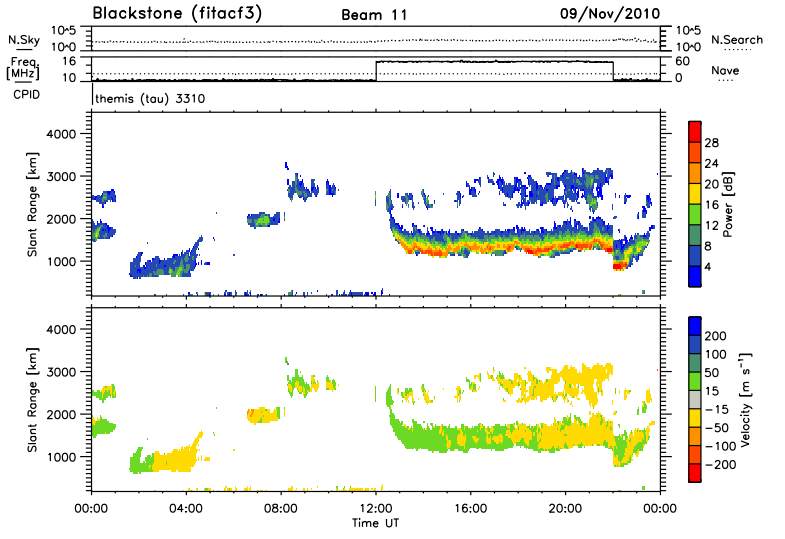 Blackstone (fitacf3) Beam 11 09/Nov/2010
N.Sky 10^5 10^0 10^5 10^0 N.Search
Freq. [MHz] 16 10 60 0 Nave
CPID themis (tau) 3310
Slant Range [km] 4000 3000 2000 1000
28 24 20 16 12 8 4 Power [dB]
Slant Range [km] 4000 3000 2000 1000
200 100 50 15 -15 -50 -100 -200 Velocity [m s⁻¹]
00:00 04:00 08:00 12:00 16:00 20:00 00:00
Time UT